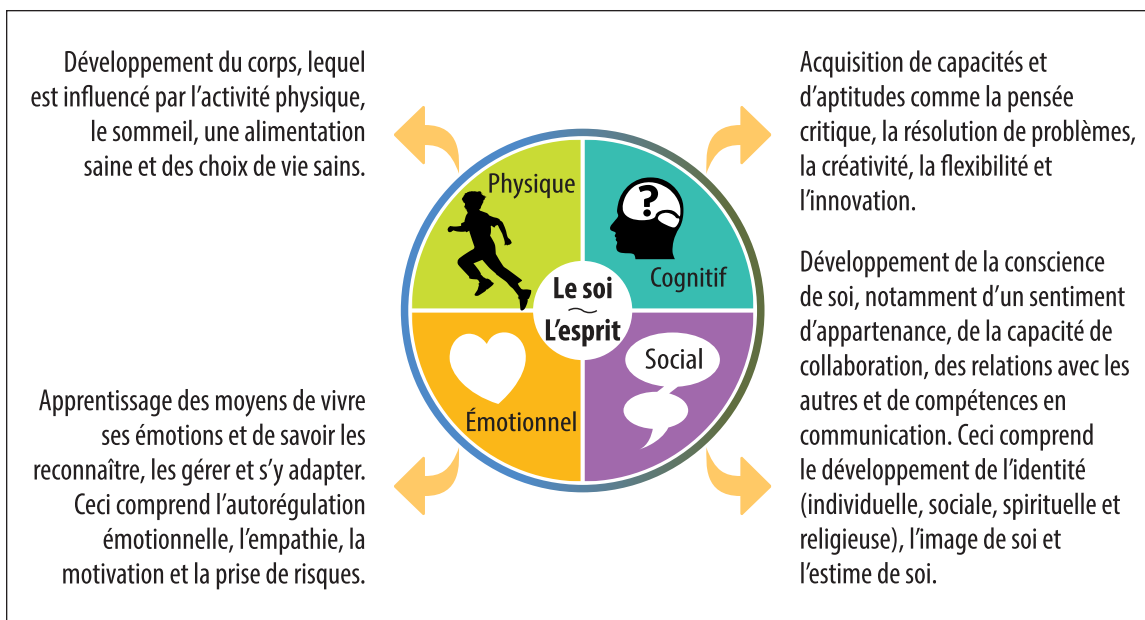 Développement du corps, lequel
est influencé par l'activité physique,
le sommeil, une alimentation
saine et des choix de vie sains.
Acquisition de capacités et
d'aptitudes comme la pensée
critique, la résolution de problèmes,
la créativité, la flexibilité et
l'innovation.
Physique
?
Cognitif
Le soi
~
L'esprit
Émotionnel
Social
Apprentissage des moyens de vivre
ses émotions et de savoir les
reconnaître, les gérer et s'y adapter.
Ceci comprend l'autorégulation
émotionnelle, l'empathie, la
motivation et la prise de risques.
Développement de la conscience
de soi, notamment d'un sentiment
d'appartenance, de la capacité de
collaboration, des relations avec les
autres et de compétences en
communication. Ceci comprend
le développement de l'identité
(individuelle, sociale, spirituelle et
religieuse), l'image de soi et
l'estime de soi.